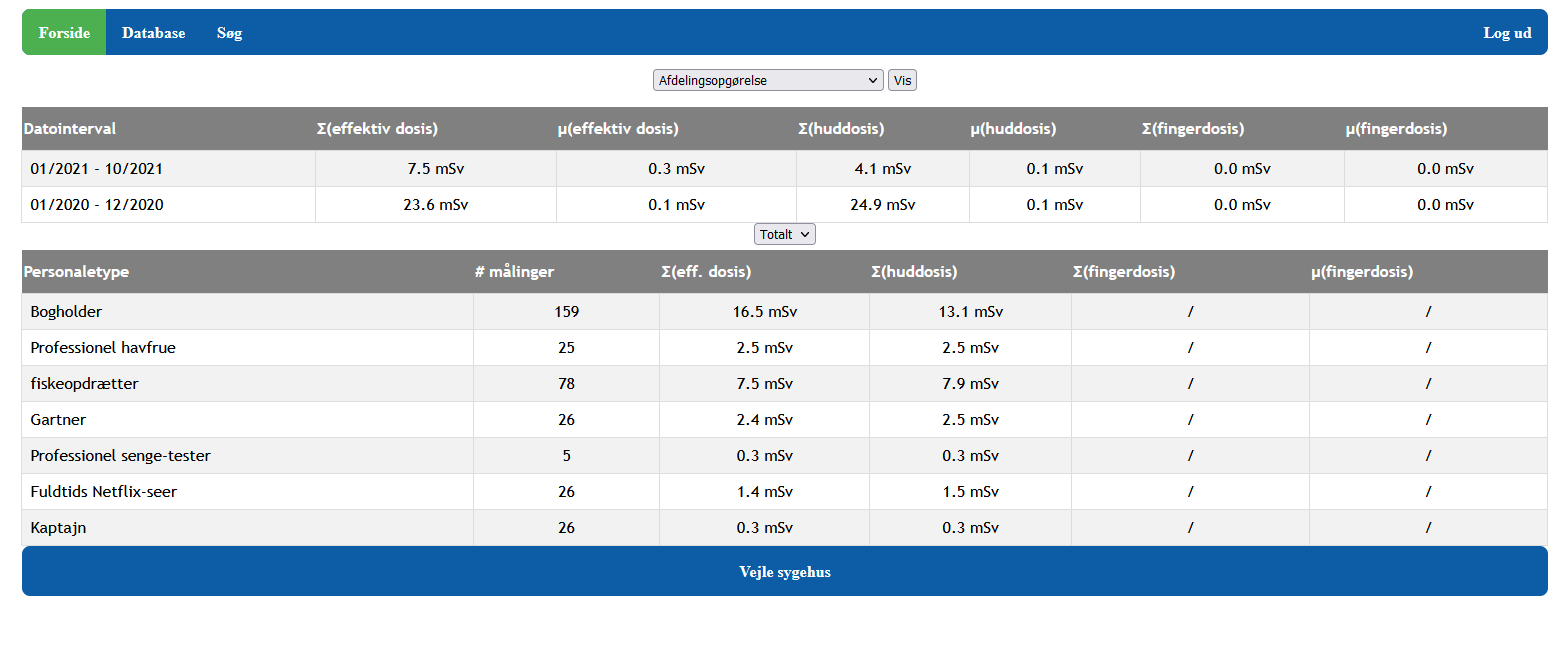 Forside Database Søg Log ud
Afdelingsopgørelse Vis
Datointerval Σ(effektiv dosis) μ(effektiv dosis) Σ(huddosis) μ(huddosis) Σ(fingerdosis) μ(fingerdosis)
01/2021 - 10/2021 7.5 mSv 0.3 mSv 4.1 mSv 0.1 mSv 0.0 mSv 0.0 mSv
01/2020 - 12/2020 23.6 mSv 0.1 mSv 24.9 mSv 0.1 mSv 0.0 mSv 0.0 mSv
Totalt
Personaletype # målinger Σ(eff. dosis) Σ(huddosis) Σ(fingerdosis) μ(fingerdosis)
Bogholder 159 16.5 mSv 13.1 mSv / /
Professionel havfrue 25 2.5 mSv 2.5 mSv / /
fiskeopdrætter 78 7.5 mSv 7.9 mSv / /
Gartner 26 2.4 mSv 2.5 mSv / /
Professionel senge-tester 5 0.3 mSv 0.3 mSv / /
Fuldtids Netflix-seer 26 1.4 mSv 1.5 mSv / /
Kaptajn 26 0.3 mSv 0.3 mSv / /
Vejle sygehus